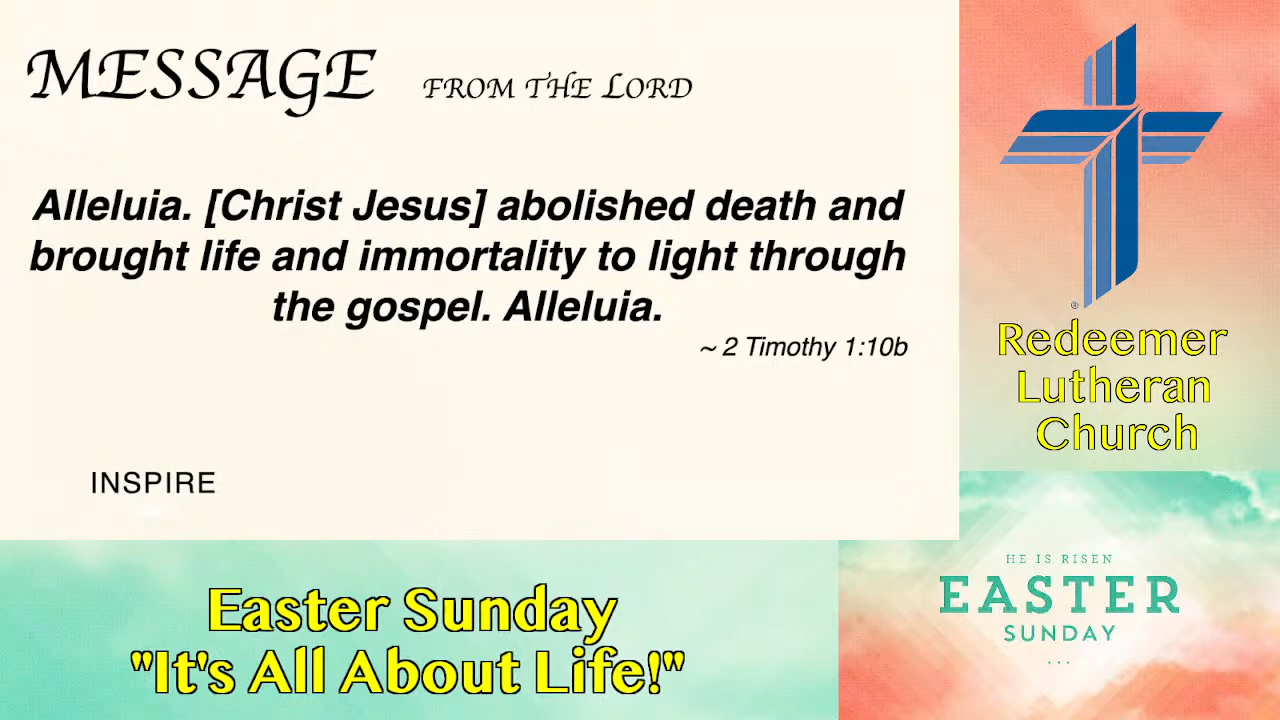 MESSAGE FROM THE LORD
Alleluia. [Christ Jesus] abolished death and
brought life and immortality to light through
the gospel. Alleluia.
~ 2 Timothy 1:10b
INSPIRE
®
Redeemer
Lutheran
Church
HE IS RISEN
EASTER
SUNDAY
...
Easter Sunday
"It's All About Life!"